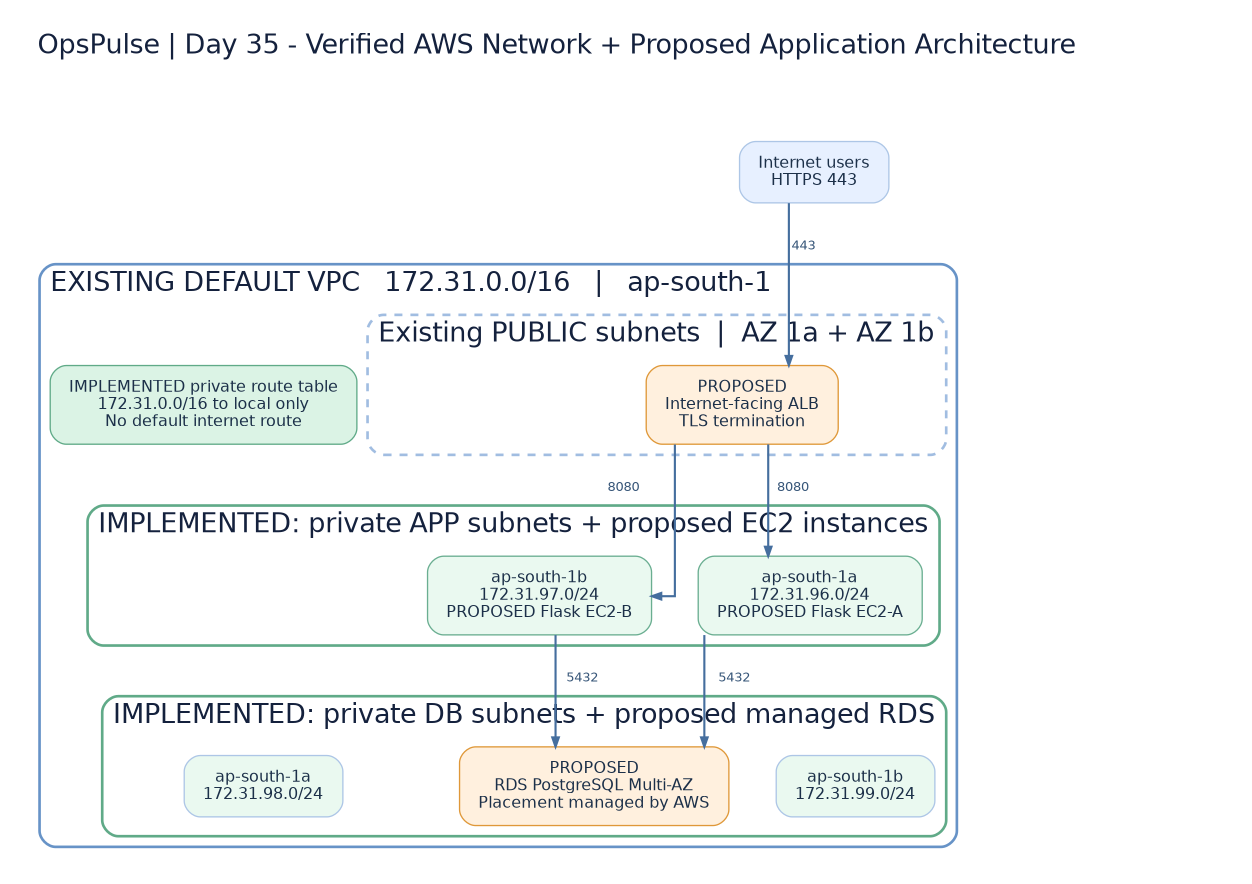 OpsPulse | Day 35 - Verified AWS Network + Proposed Application Architecture
Internet users
HTTPS 443
443
EXISTING DEFAULT VPC 172.31.0.0/16 | ap-south-1
Existing PUBLIC subnets | AZ 1a + AZ 1b
IMPLEMENTED private route table
172.31.0.0/16 to local only
No default internet route
PROPOSED
Internet-facing ALB
TLS termination
8080
8080
IMPLEMENTED: private APP subnets + proposed EC2 instances
ap-south-1b
172.31.97.0/24
PROPOSED Flask EC2-B
ap-south-1a
172.31.96.0/24
PROPOSED Flask EC2-A
5432
5432
IMPLEMENTED: private DB subnets + proposed managed RDS
ap-south-1a
172.31.98.0/24
PROPOSED
RDS PostgreSQL Multi-AZ
Placement managed by AWS
ap-south-1b
172.31.99.0/24